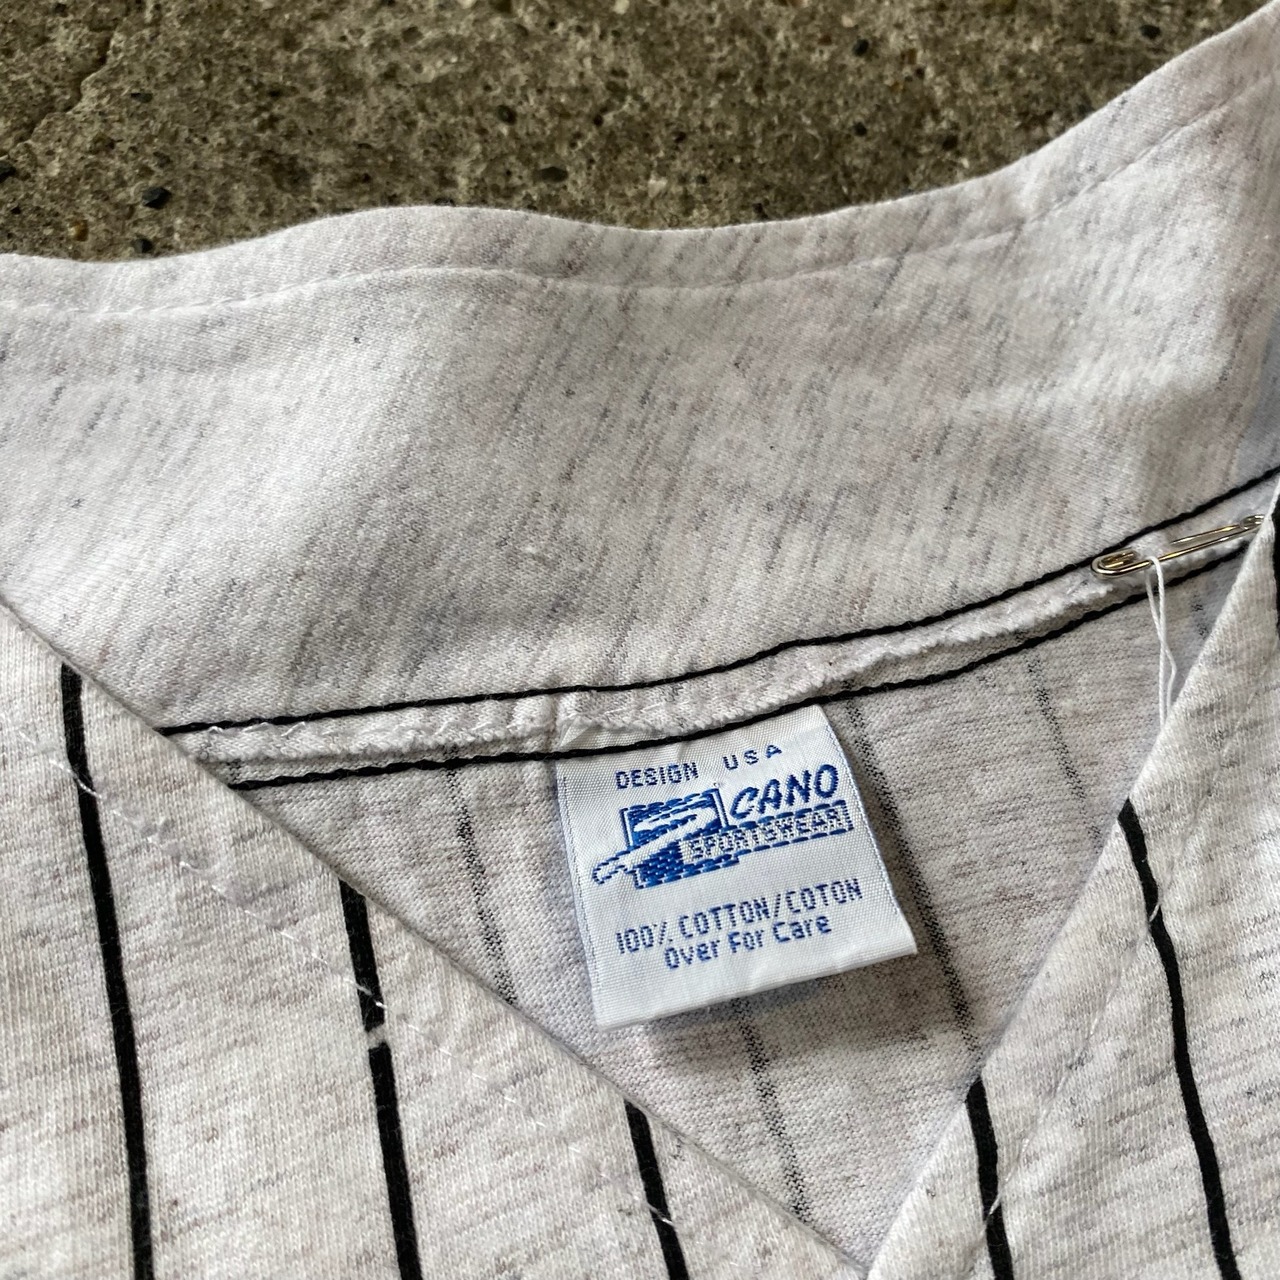 DESIGN USA
CANO
SPORTSWEAR
100% COTTON/COTON
Over For Care